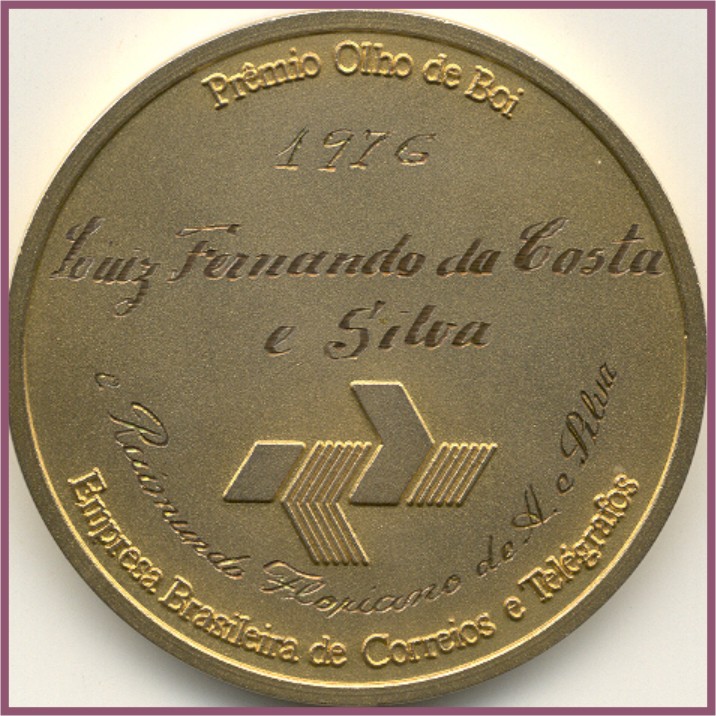 Prêmio Olho de Boi
1976
Luiz Fernando da Costa
e Silva
e Raimundo Floriano de A. e Silva
Empresa Brasileira de Correios e Telégrafos